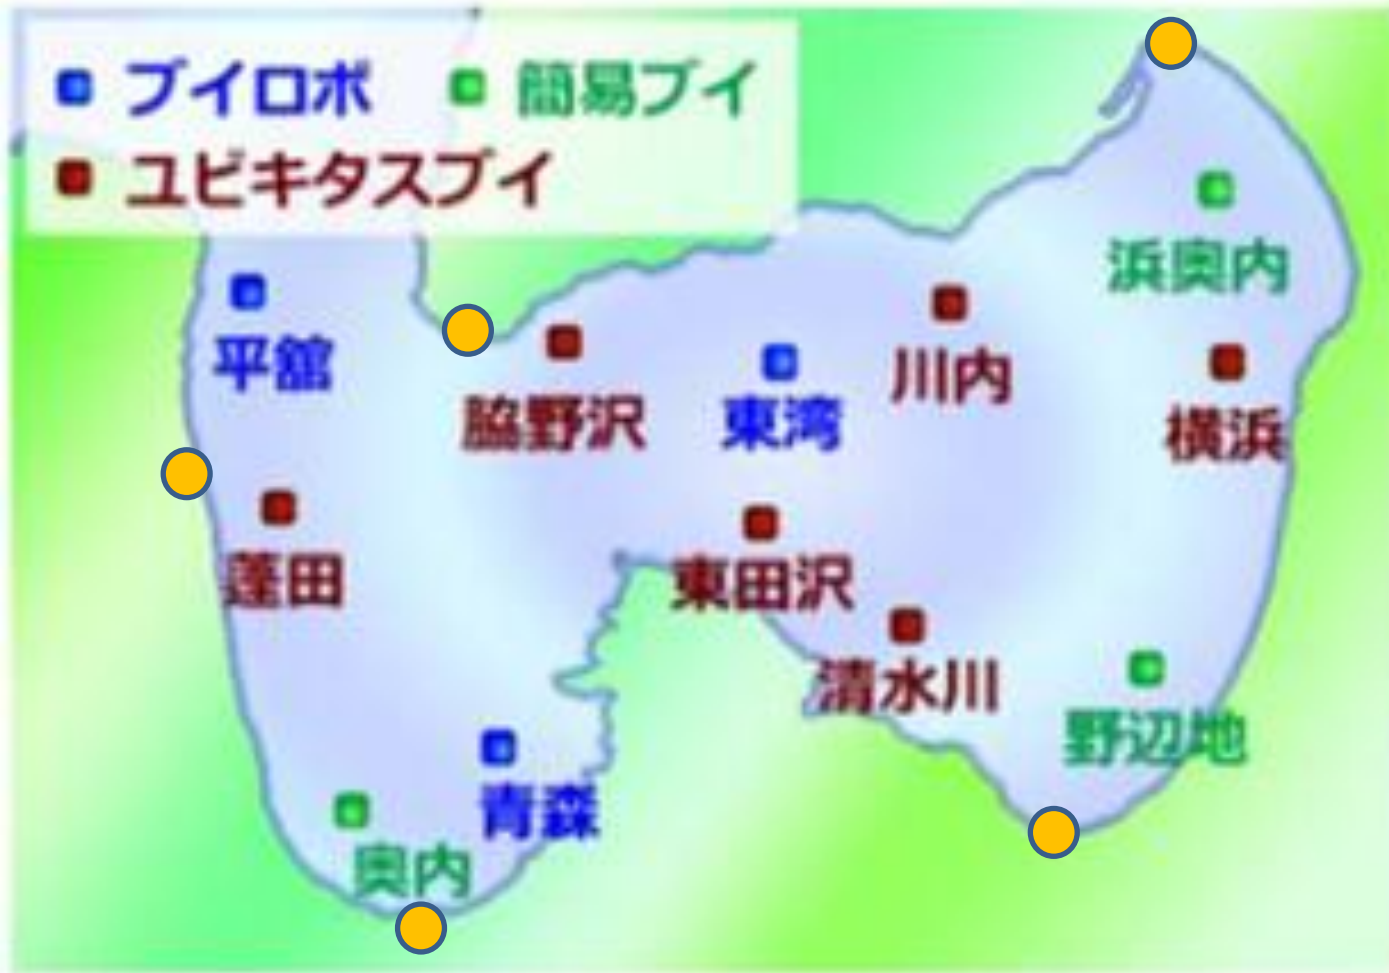 ブイロボ 簡易ブイ
ユビキタスブイ
浜奥内
平舘
川内
脇野沢
東湾
横浜
蓬田
東田沢
清水川
野辺地
青森
奥内